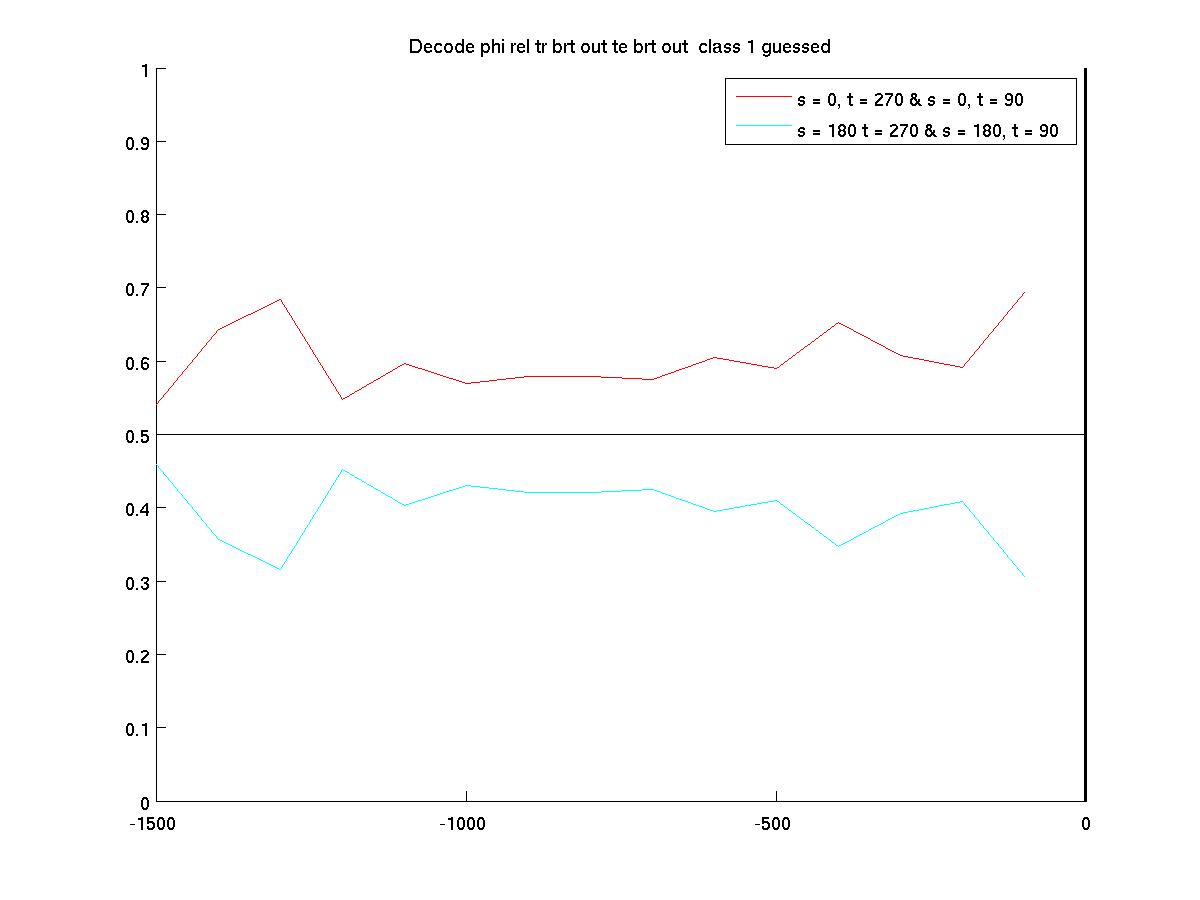 Decode phi rel tr brt out te brt out  class 1 guessed
s = 0, t = 270 & s = 0, t = 90
s = 180 t = 270 & s = 180, t = 90
1
0.9
0.8
0.7
0.6
0.5
0.4
0.3
0.2
0.1
0
-1500 -1000 -500 0